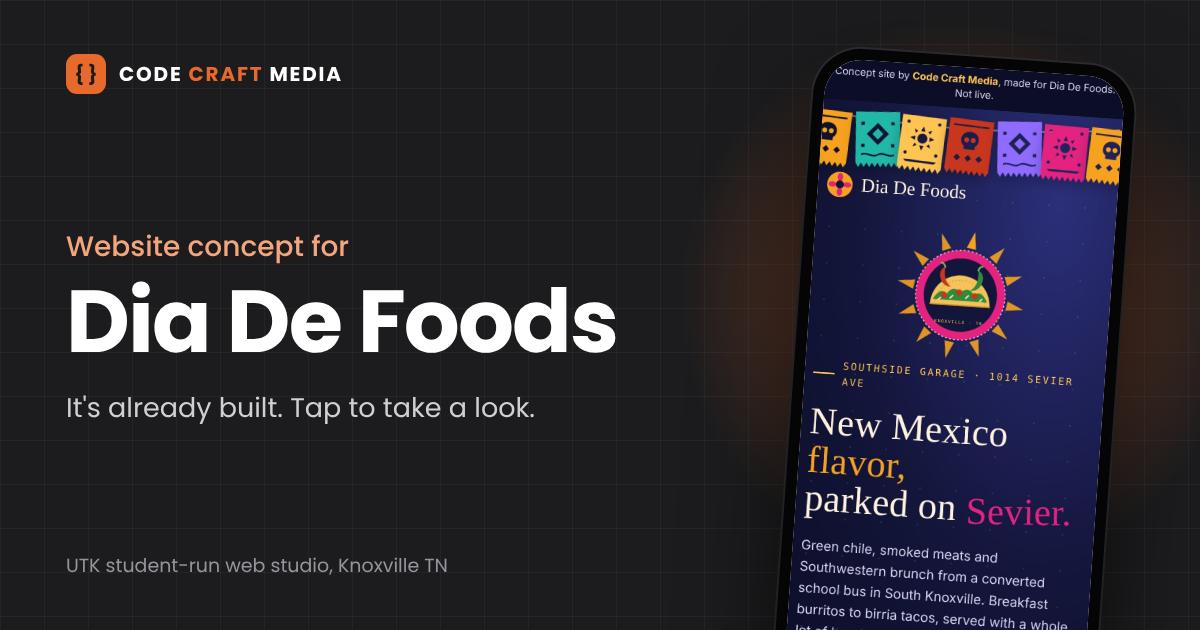 { } CODE CRAFT MEDIA
Website concept for
Dia De Foods
It's already built. Tap to take a look.
UTK student-run web studio, Knoxville TN
Concept site by Code Craft Media, made for Dia De Foods.
Not live.
Dia De Foods
KNOXVILLE · TN
SOUTHSIDE GARAGE · 1014 SEVIER
AVE
New Mexico
flavor,
parked on Sevier.
Green chile, smoked meats and
Southwestern brunch from a converted
school bus in South Knoxville. Breakfast
burritos to birria tacos, served with a whole
lot of